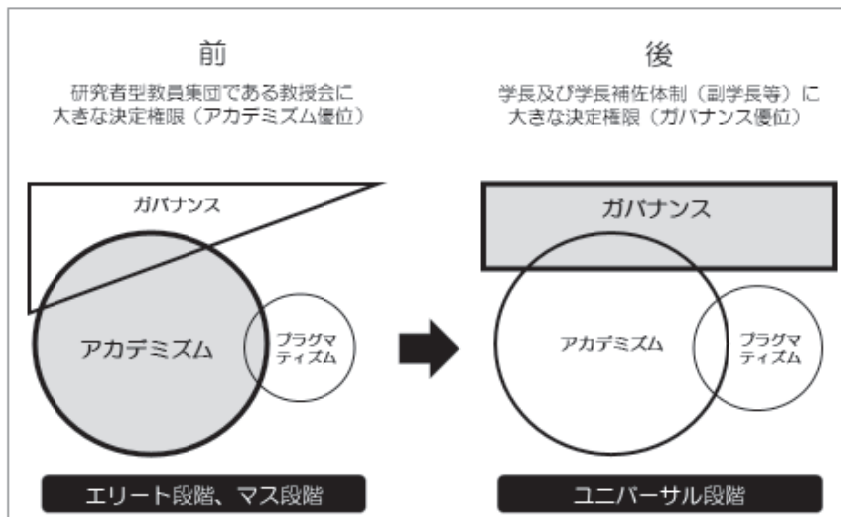 前
研究者型教員集団である教授会に
大きな決定権限（アカデミズム優位）
ガバナンス
アカデミズム
プラグマ
ティズム
エリート段階、マス段階
後
学長及び学長補佐体制（副学長等）に
大きな決定権限（ガバナンス優位）
ガバナンス
アカデミズム
プラグマ
ティズム
ユニバーサル段階